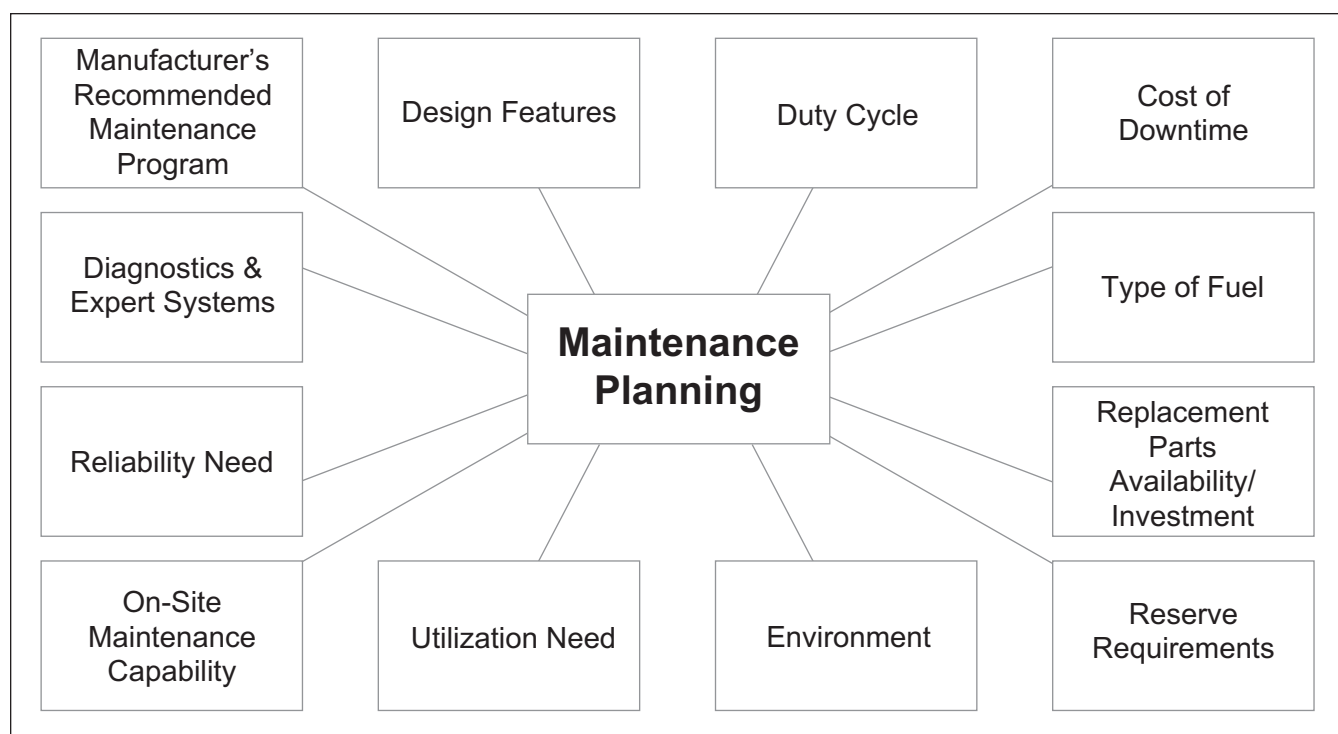 Manufacturer’s
Recommended
Maintenance
Program
Design Features
Duty Cycle
Cost of
Downtime
Diagnostics &
Expert Systems
Type of Fuel
Maintenance
Planning
Reliability Need
Replacement
Parts
Availability/
Investment
On-Site
Maintenance
Capability
Utilization Need
Environment
Reserve
Requirements